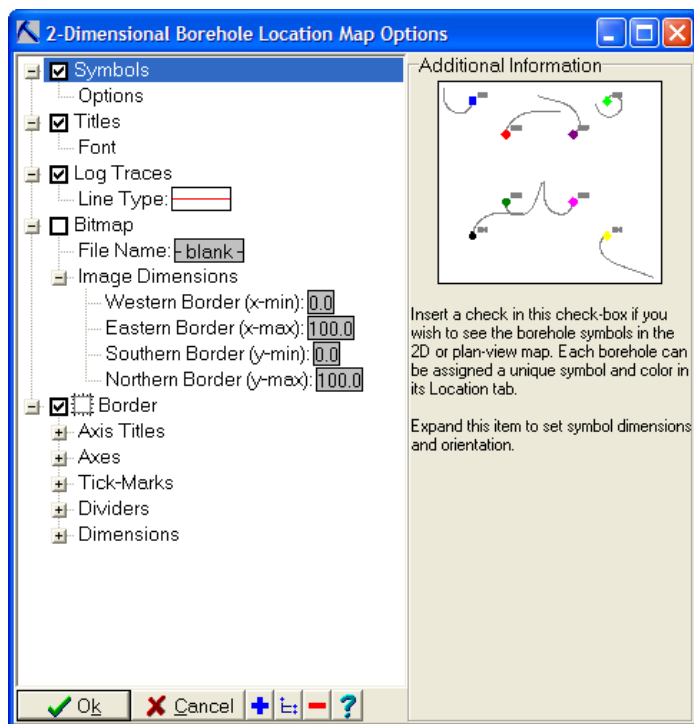 2-Dimensional Borehole Location Map Options
Symbols
Options
Titles
Font
Log Traces
Line Type:
Bitmap
File Name: - blank -
Image Dimensions
Western Border (x-min): 0.0
Eastern Border (x-max): 100.0
Southern Border (y-min): 0.0
Northern Border (y-max): 100.0
Border
Axis Titles
Axes
Tick-Marks
Dividers
Dimensions
Additional Information
Insert a check in this check-box if you
wish to see the borehole symbols in the
2D or plan-view map. Each borehole can
be assigned a unique symbol and color in
its Location tab.
Expand this item to set symbol dimensions
and orientation.
Ok
Cancel